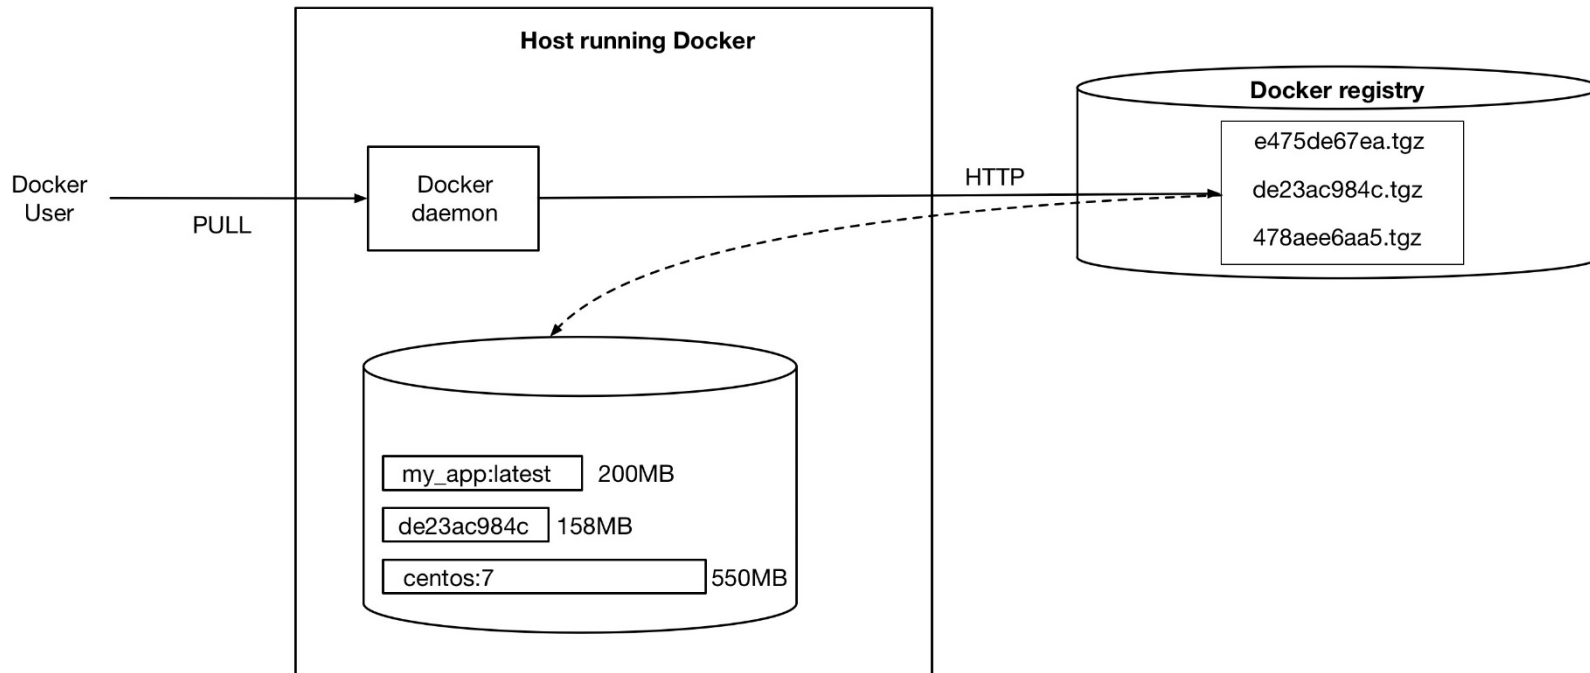 Host running Docker
Docker registry
e475de67ea.tgz
de23ac984c.tgz
478aee6aa5.tgz
Docker
User
PULL
Docker
daemon
HTTP
my_app:latest 200MB
de23ac984c 158MB
centos:7 550MB